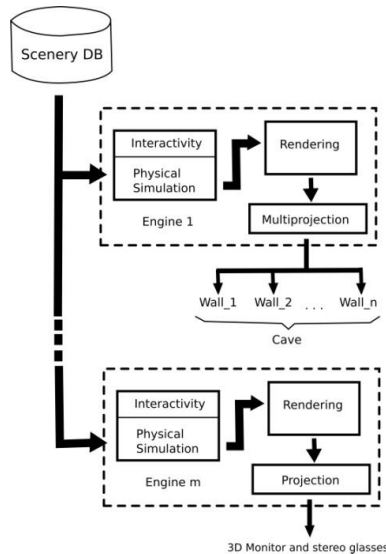 Scenery DB
Interactivity
Physical
Simulation
Engine 1
Rendering
Multiprojection
Wall_1 Wall_2 . . . Wall_n
Cave
Interactivity
Physical
Simulation
Engine m
Rendering
Projection
3D Monitor and stereo glasses